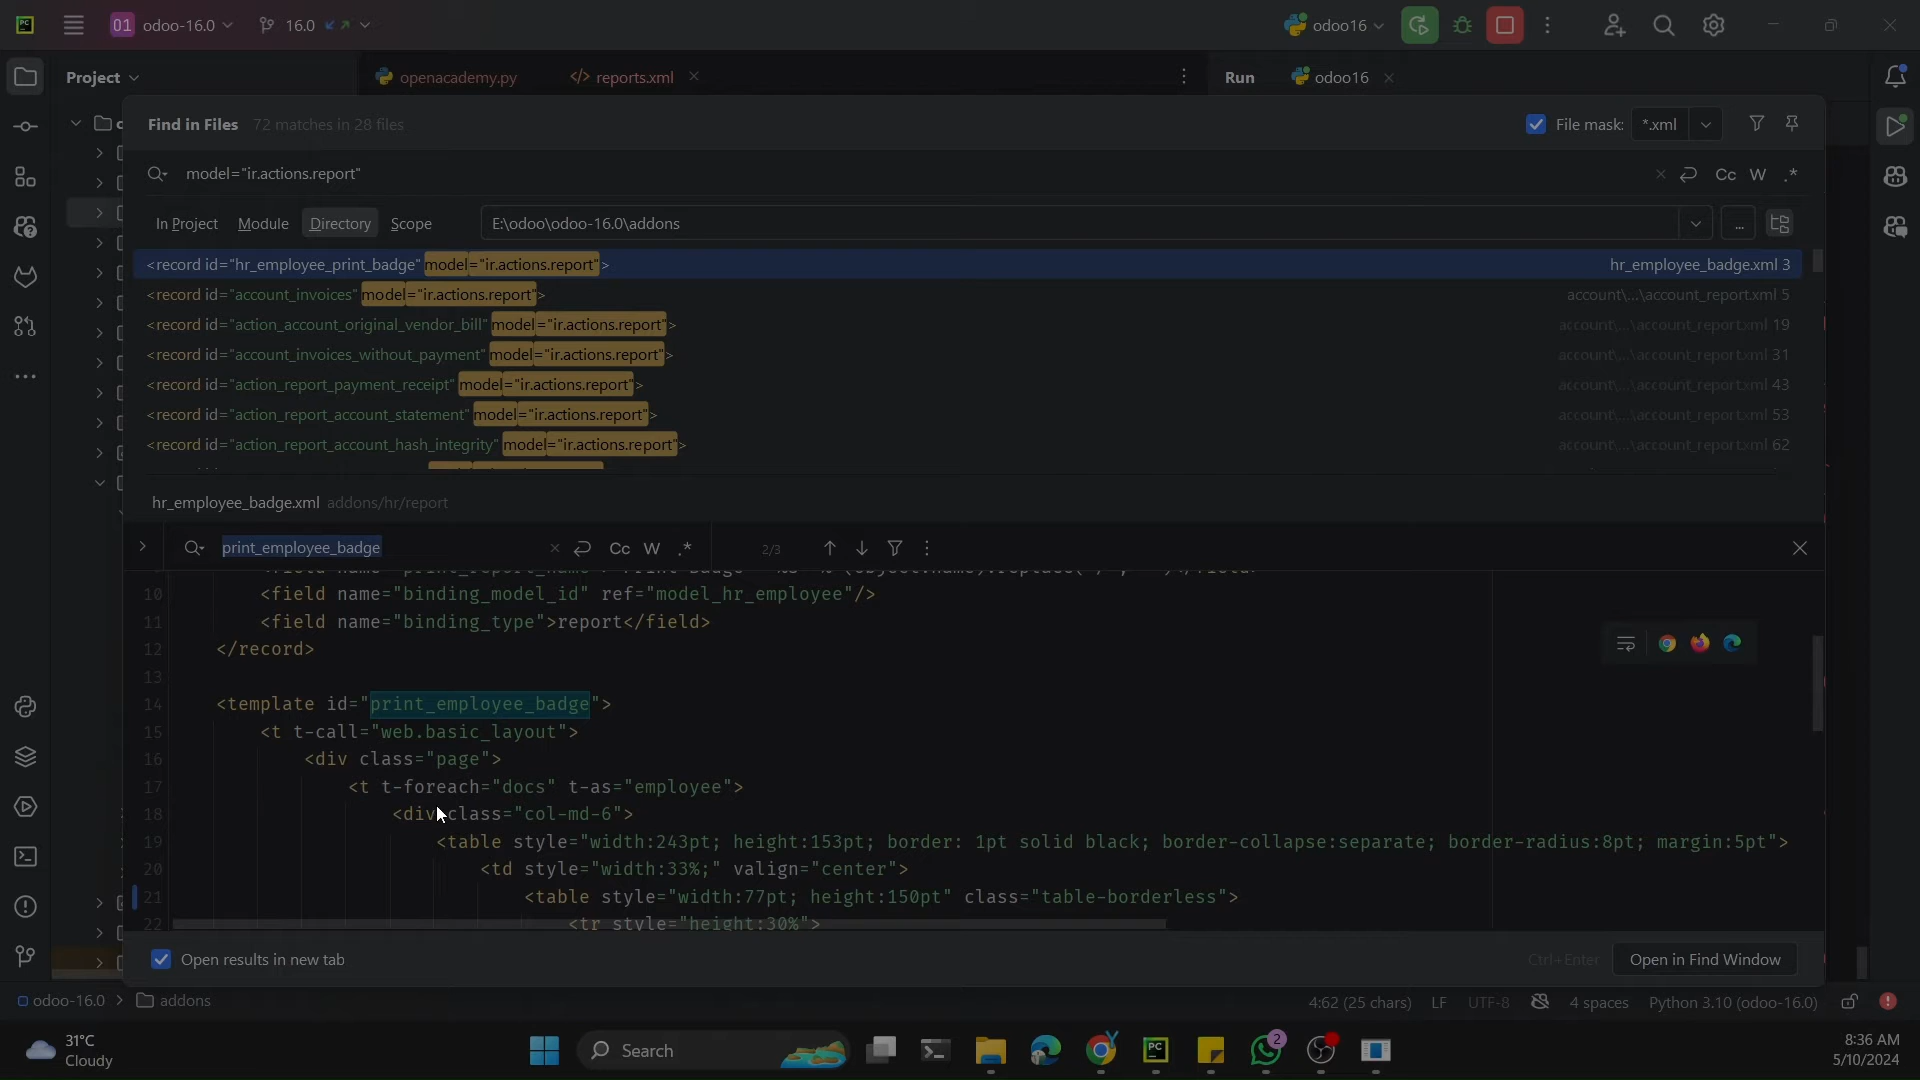 01 odoo-16.0 16.0 odoo16
Project openacademy.py </> reports.xml Run odoo16
Find in Files 72 matches in 28 files File mask: *.xml
model="ir.actions.report" Cc W .*
In Project Module Directory Scope E:\odoo\odoo-16.0\addons ...
<record id="hr_employee_print_badge" model="ir.actions.report"> hr_employee_badge.xml 3
<record id="account_invoices" model="ir.actions.report"> account\...\account_report.xml 5
<record id="action_account_original_vendor_bill" model="ir.actions.report"> account\...\account_report.xml 19
<record id="account_invoices_without_payment" model="ir.actions.report"> account\...\account_report.xml 31
<record id="action_report_payment_receipt" model="ir.actions.report"> account\...\account_report.xml 43
<record id="action_report_account_statement" model="ir.actions.report"> account\...\account_report.xml 53
<record id="action_report_account_hash_integrity" model="ir.actions.report"> account\...\account_report.xml 62
hr_employee_badge.xml addons/hr/report
print_employee_badge Cc W .* 2/3
10 <field name="binding_model_id" ref="model_hr_employee"/>
11 <field name="binding_type">report</field>
12 </record>
13
14 <template id="print_employee_badge">
15 <t t-call="web.basic_layout">
16 <div class="page">
17 <t t-foreach="docs" t-as="employee">
18 <div class="col-md-6">
19 <table style="width:243pt; height:153pt; border: 1pt solid black; border-collapse:separate; border-radius:8pt; margin:5pt">
20 <td style="width:33%;" valign="center">
21 <table style="width:77pt; height:150pt" class="table-borderless">
22 <tr style="height:30%">
Open results in new tab Ctrl+Enter Open in Find Window
odoo-16.0 > addons 4:62 (25 chars) LF UTF-8 4 spaces Python 3.10 (odoo-16.0)
31°C
Cloudy
Search
2
8:36 AM
5/10/2024